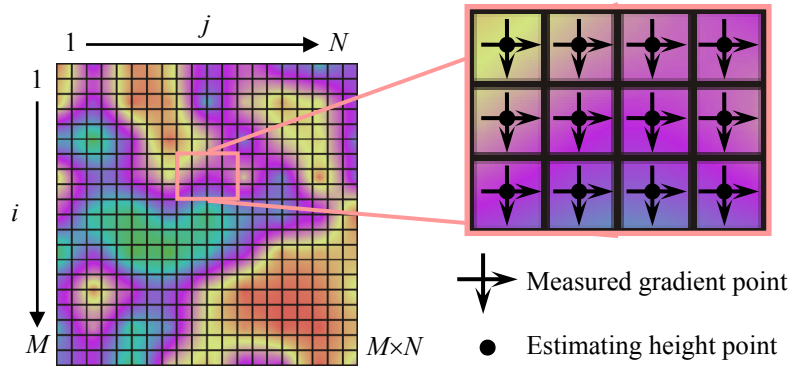 j
1
N
1
i
M
M×N
Measured gradient point
Estimating height point